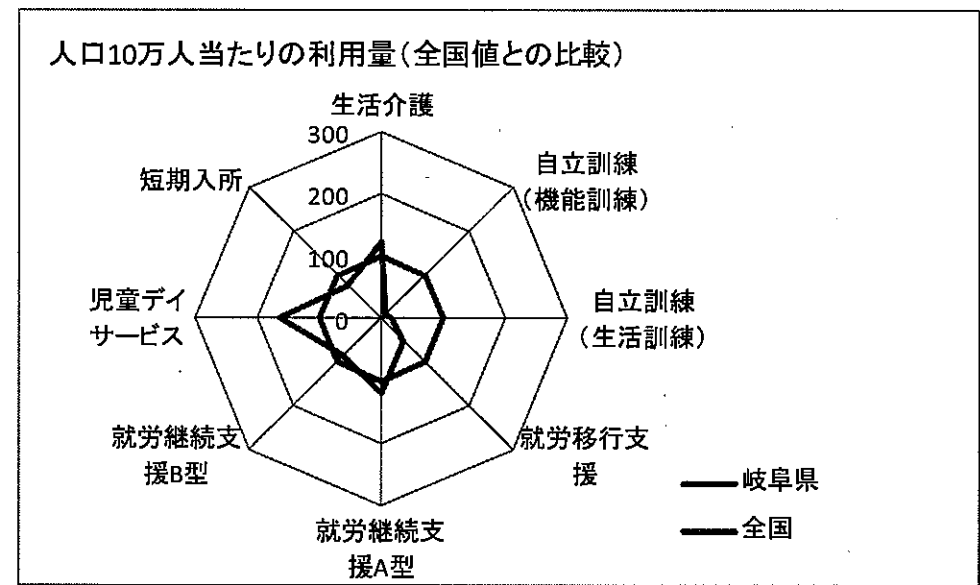 人口10万人当たりの利用量(全国値との比較)
生活介護
300
200
100
0
自立訓練
(機能訓練)
自立訓練
(生活訓練)
就労移行支
援
就労継続支
援A型
就労継続支
援B型
児童デイ
サービス
短期入所
岐阜県
全国